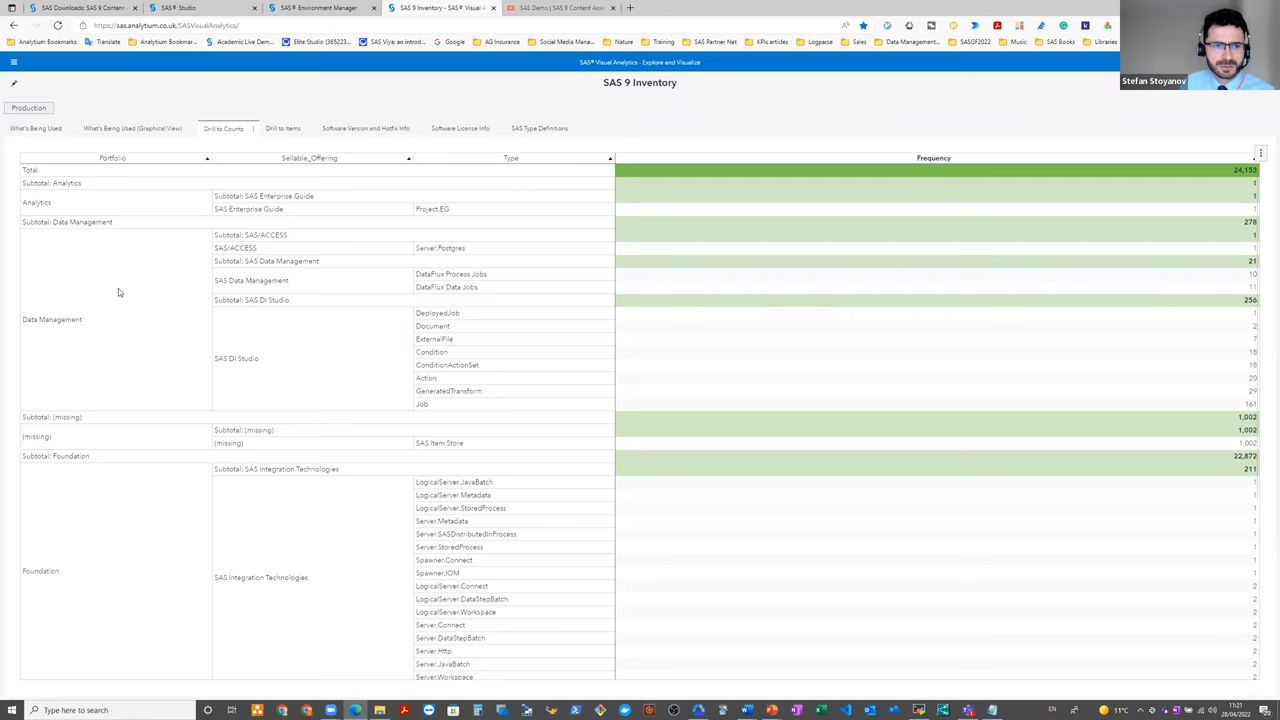 SAS Downloads: SAS 9 Content
SAS® Studio
SAS® Environment Manager
SAS 9 Inventory - SAS® Visual A
SAS Demo | SAS 9 Content Asse
https://sas.analytium.co.uk/SASVisualAnalytics/
Analytium Bookmarks Translate Analytium Bookmar... Academic Live Dem... Elite Studio (365223... SAS Viya: an introd... Google AG Insurance Social Media Mana... Nature Training SAS Partner Net KPIs articles Logparse Sales Data Management... SASGF2022 Music SAS Books Libraries
SAS® Visual Analytics - Explore and Visualize
Stefan Stoyanov
SAS 9 Inventory
Production
What's Being Used What's Being Used (Graphical View) Drill to Counts Drill to Items Software Version and Hotfix Info Software License Info SAS Type Definitions
Portfolio Sellable_Offering Type Frequency
Total 24,153
Subtotal: Analytics 1
Analytics Subtotal: SAS Enterprise Guide 1
SAS Enterprise Guide Project.EG 1
Subtotal: Data Management 278
Data Management Subtotal: SAS/ACCESS 1
SAS/ACCESS Server.Postgres 1
Subtotal: SAS Data Management 21
SAS Data Management DataFlux Process Jobs 10
DataFlux Data Jobs 11
Subtotal: SAS DI Studio 256
SAS DI Studio DeployedJob 1
Document 2
ExternalFile 7
Condition 18
ConditionActionSet 18
Action 20
GeneratedTransform 29
Job 161
Subtotal: (missing) 1,002
(missing) Subtotal: (missing) 1,002
(missing) SAS Item Store 1,002
Subtotal: Foundation 22,872
Foundation Subtotal: SAS Integration Technologies 211
SAS Integration Technologies LogicalServer.JavaBatch 1
LogicalServer.Metadata 1
LogicalServer.StoredProcess 1
Server.Metadata 1
Server.SASDistributedInProcess 1
Server.StoredProcess 1
Spawner.Connect 1
Spawner.IOM 1
LogicalServer.Connect 2
LogicalServer.DataStepBatch 2
LogicalServer.Workspace 2
Server.Connect 2
Server.DataStepBatch 2
Server.Http 2
Server.JavaBatch 2
Server.Workspace 2
Type here to search
11°C
11:21
28/04/2022